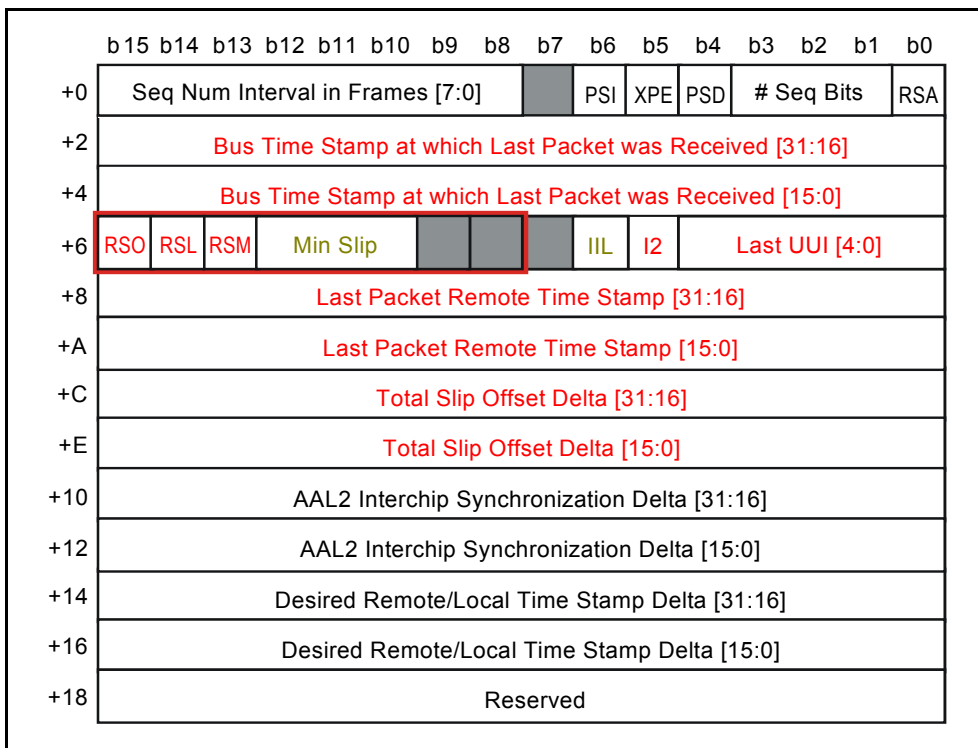 b15 b14 b13 b12 b11 b10 b9 b8 b7 b6 b5 b4 b3 b2 b1 b0
+0 Seq Num Interval in Frames [7:0] PSI XPE PSD # Seq Bits RSA
+2 Bus Time Stamp at which Last Packet was Received [31:16]
+4 Bus Time Stamp at which Last Packet was Received [15:0]
+6 RSO RSL RSM Min Slip IIL I2 Last UUI [4:0]
+8 Last Packet Remote Time Stamp [31:16]
+A Last Packet Remote Time Stamp [15:0]
+C Total Slip Offset Delta [31:16]
+E Total Slip Offset Delta [15:0]
+10 AAL2 Interchip Synchronization Delta [31:16]
+12 AAL2 Interchip Synchronization Delta [15:0]
+14 Desired Remote/Local Time Stamp Delta [31:16]
+16 Desired Remote/Local Time Stamp Delta [15:0]
+18 Reserved